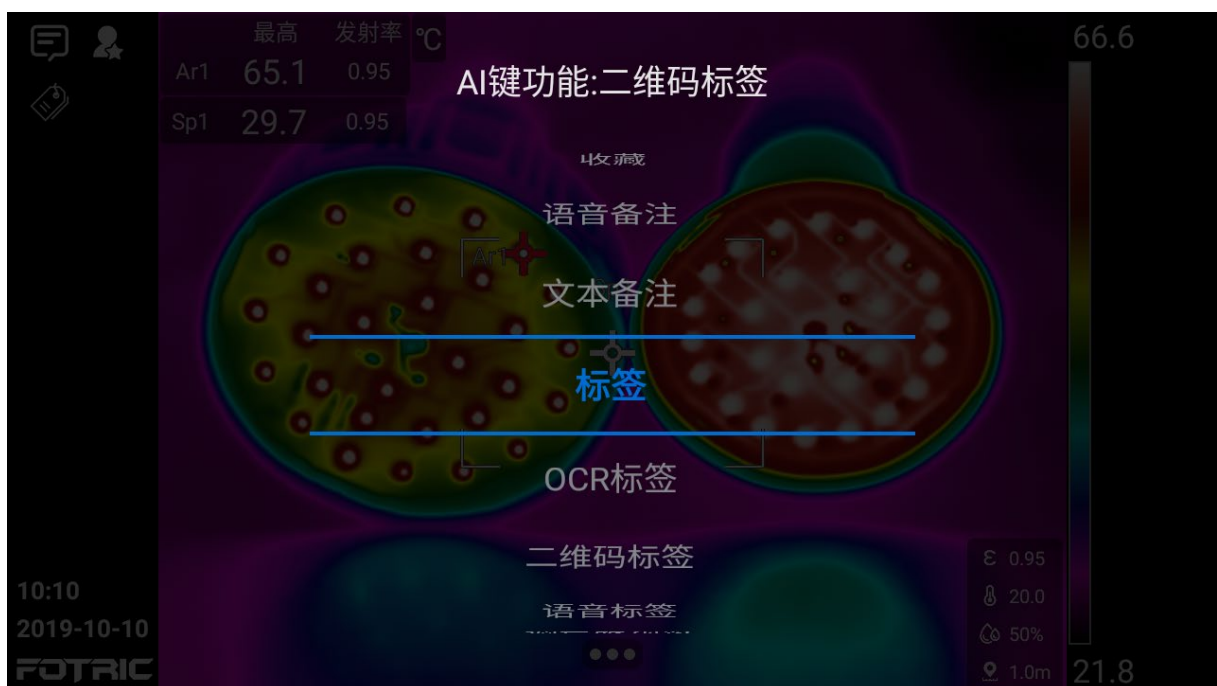 最高 发射率 ℃
66.6
Ar1 65.1 0.95
AI键功能:二维码标签
Sp1 29.7 0.95
收藏
语音备注
Ar1
文本备注
标签
OCR标签
二维码标签
ε 0.95
10:10
20.0
语音标签
2019-10-10
50%
FOTRIC
1.0m
21.8